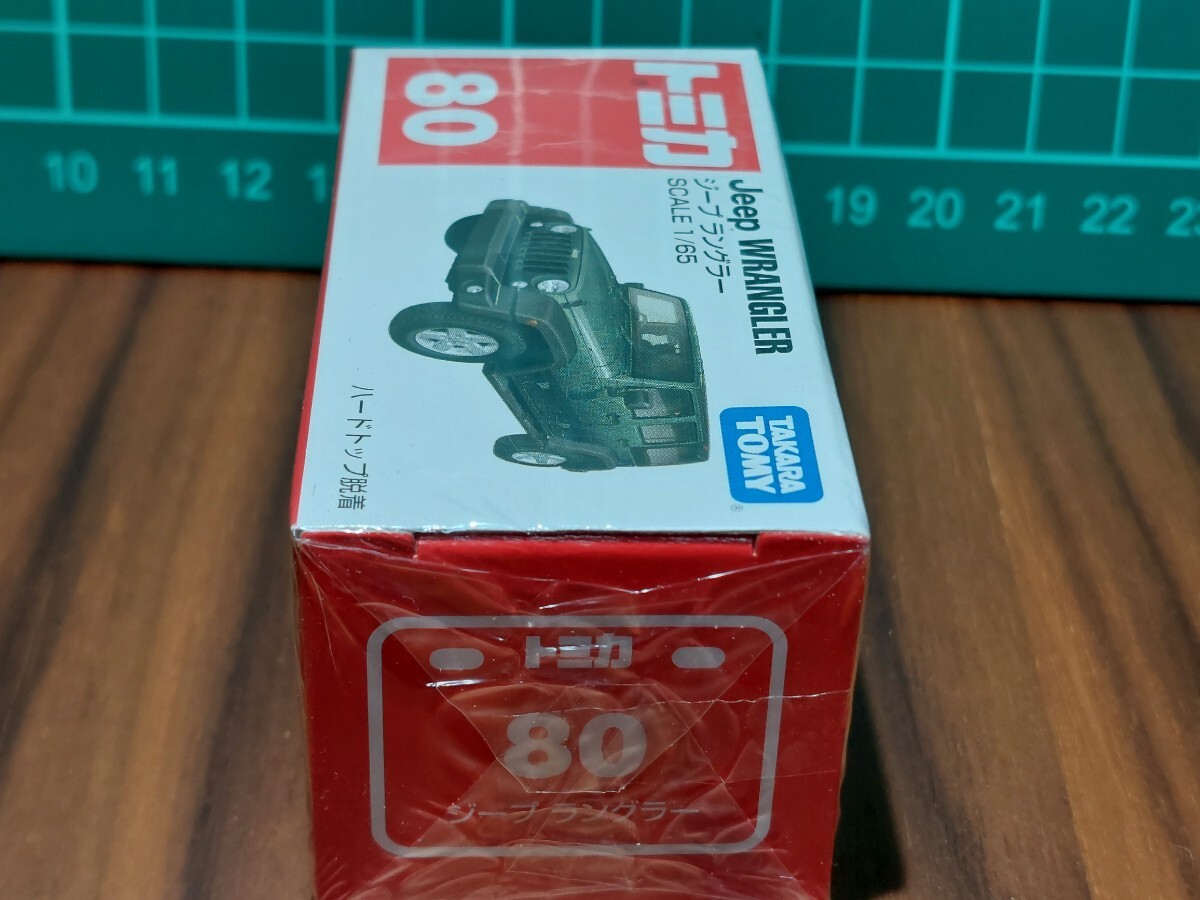 トミカ
80
Jeep WRANGLER
ジープ ラングラー
SCALE 1/65
ハードトップ脱着
TAKARA
TOMY
®
トミカ
80
ジープ ラングラー
10 11 12 1
19 20 21 22 23